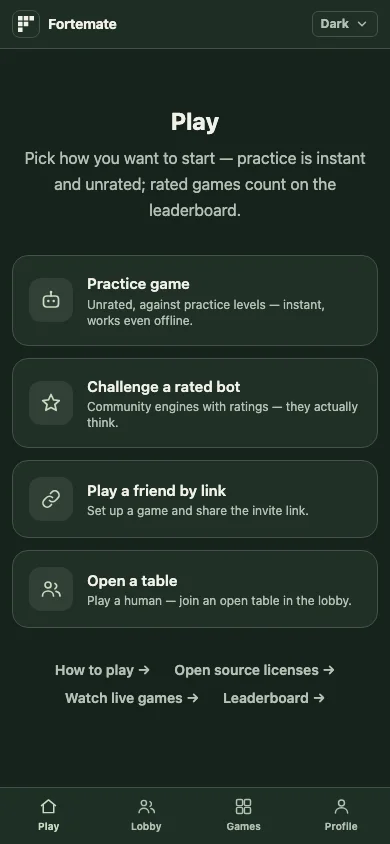 Fortemate
Dark
Play
Pick how you want to start — practice is instant
and unrated; rated games count on the
leaderboard.
Practice game
Unrated, against practice levels — instant,
works even offline.
Challenge a rated bot
Community engines with ratings — they actually
think.
Play a friend by link
Set up a game and share the invite link.
Open a table
Play a human — join an open table in the lobby.
How to play → Open source licenses →
Watch live games → Leaderboard →
Play Lobby Games Profile